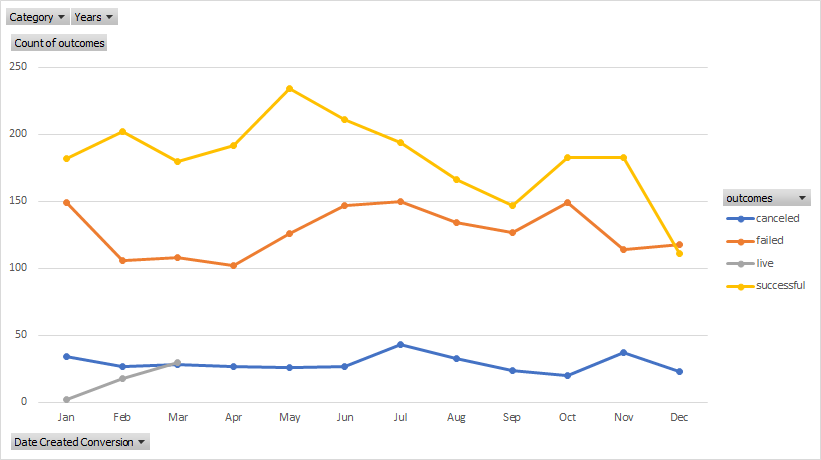 Category Years
Count of outcomes
250
200
150
100
50
0
Jan Feb Mar Apr May Jun Jul Aug Sep Oct Nov Dec
outcomes
canceled
failed
live
successful
Date Created Conversion